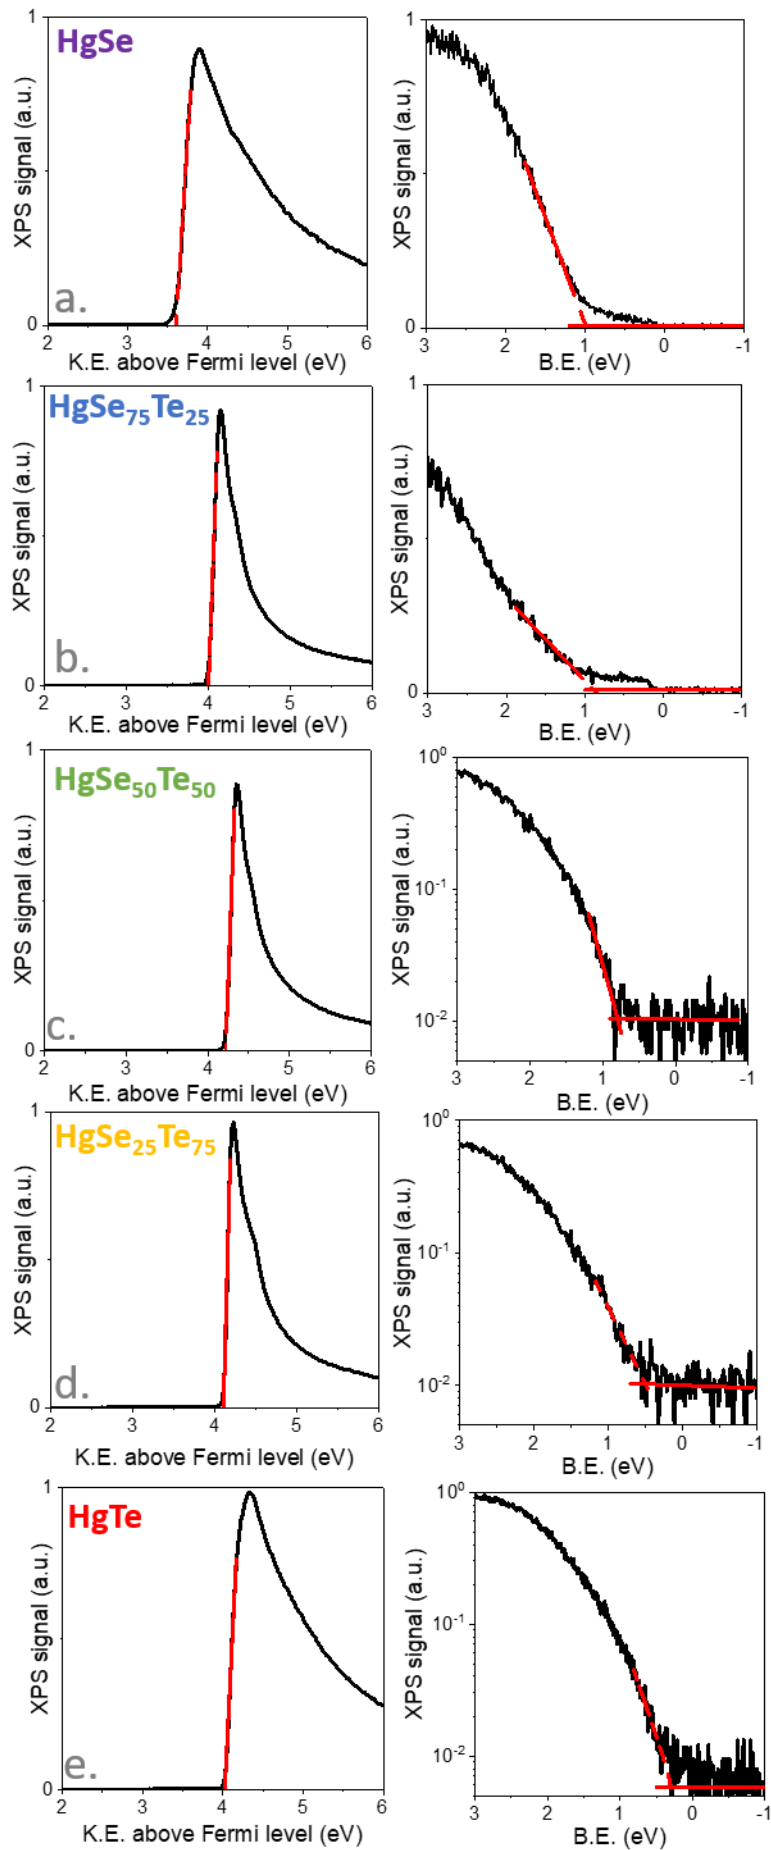 HgSe
XPS signal (a.u.)
1
0
a.
2 3 4 5 6
K.E. above Fermi level (eV)
XPS signal (a.u.)
1
0
3 2 1 0 -1
B.E. (eV)
HgSe75Te25
XPS signal (a.u.)
1
0
b.
2 3 4 5 6
K.E. above Fermi level (eV)
XPS signal (a.u.)
1
0
3 2 1 0 -1
B.E. (eV)
HgSe50Te50
XPS signal (a.u.)
1
0
c.
2 3 4 5 6
K.E. above Fermi level (eV)
XPS signal (a.u.)
10^0
10^-1
10^-2
3 2 1 0 -1
B.E. (eV)
HgSe25Te75
XPS signal (a.u.)
1
0
d.
2 3 4 5 6
K.E. above Fermi level (eV)
XPS signal (a.u.)
10^0
10^-1
10^-2
3 2 1 0 -1
B.E. (eV)
HgTe
XPS signal (a.u.)
1
0
e.
2 3 4 5 6
K.E. above Fermi level (eV)
XPS signal (a.u.)
10^0
10^-1
10^-2
3 2 1 0 -1
B.E. (eV)